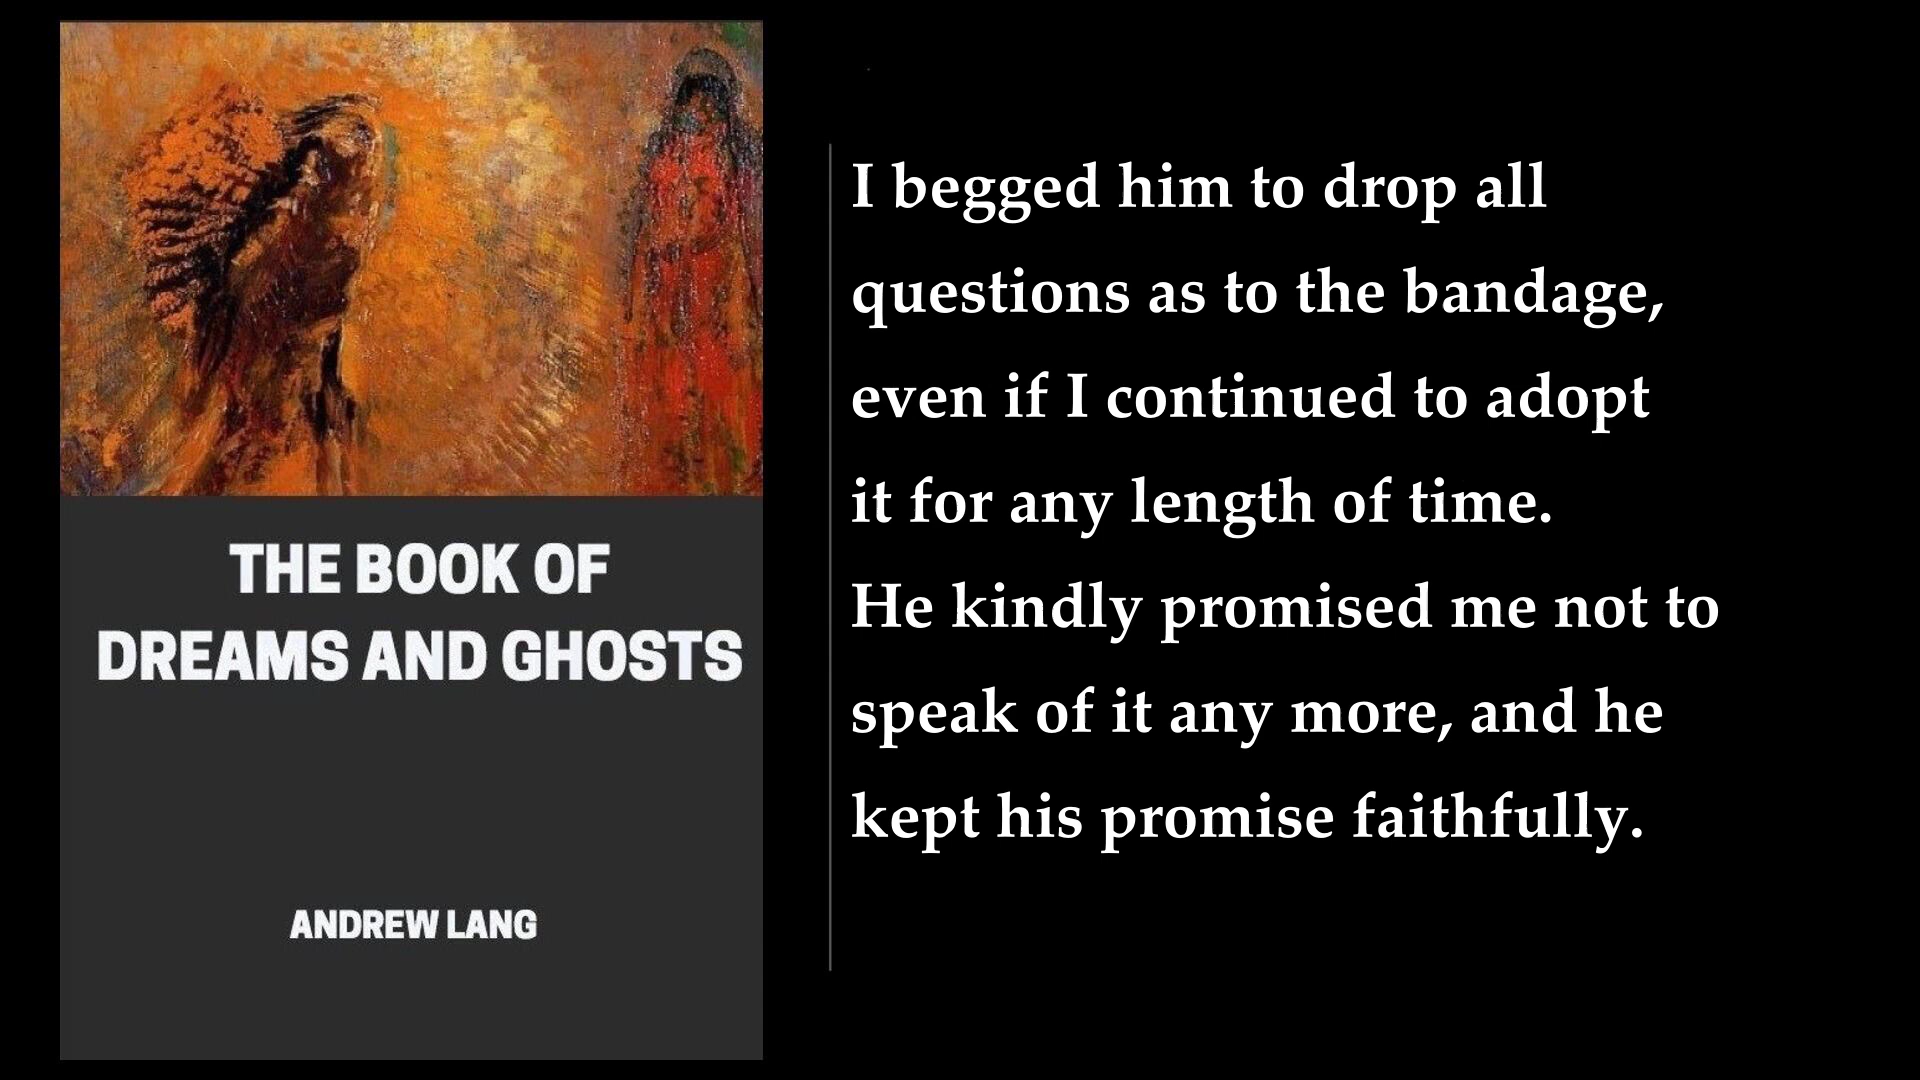 THE BOOK OF
DREAMS AND GHOSTS
ANDREW LANG
I begged him to drop all
questions as to the bandage,
even if I continued to adopt
it for any length of time.
He kindly promised me not to
speak of it any more, and he
kept his promise faithfully.